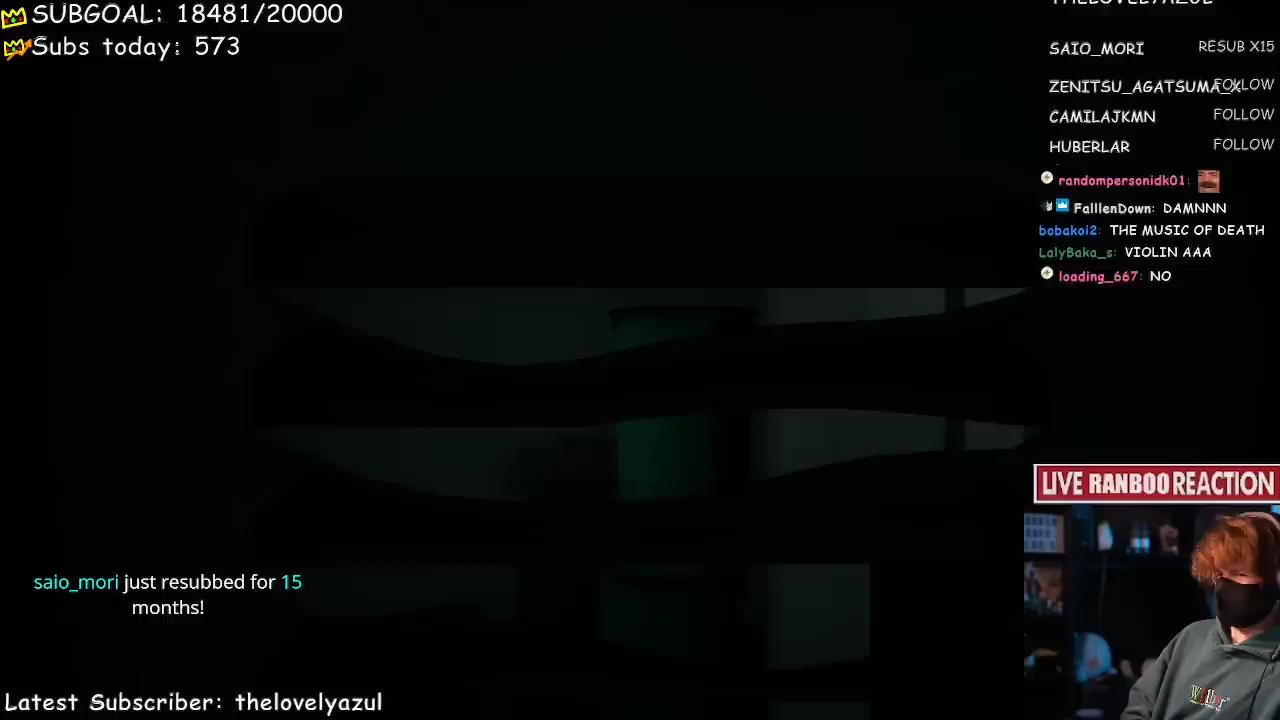 SUBGOAL: 18481/20000
Subs today: 573
THELOVELYAZUL
SAIO_MORI RESUB X15
ZENITSU_AGATSUMA_X FOLLOW
CAMILAJKMN FOLLOW
HUBERLAR FOLLOW
randompersonidk01:
FalllenDown: DAMNNN
bobakoi2: THE MUSIC OF DEATH
LalyBaka_s: VIOLIN AAA
loading_667: NO
LIVE RANBOO REACTION
saio_mori just resubbed for 15
months!
Latest Subscriber: thelovelyazul